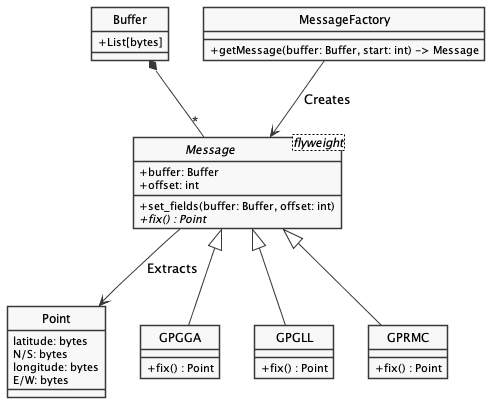 Buffer
+List[bytes]
MessageFactory
+getMessage(buffer: Buffer, start: int) -> Message
Creates
*
Message
flyweight
+buffer: Buffer
+offset: int
+set_fields(buffer: Buffer, offset: int)
+fix() : Point
Extracts
Point
latitude: bytes
N/S: bytes
longitude: bytes
E/W: bytes
GPGGA
+fix() : Point
GPGLL
+fix() : Point
GPRMC
+fix() : Point